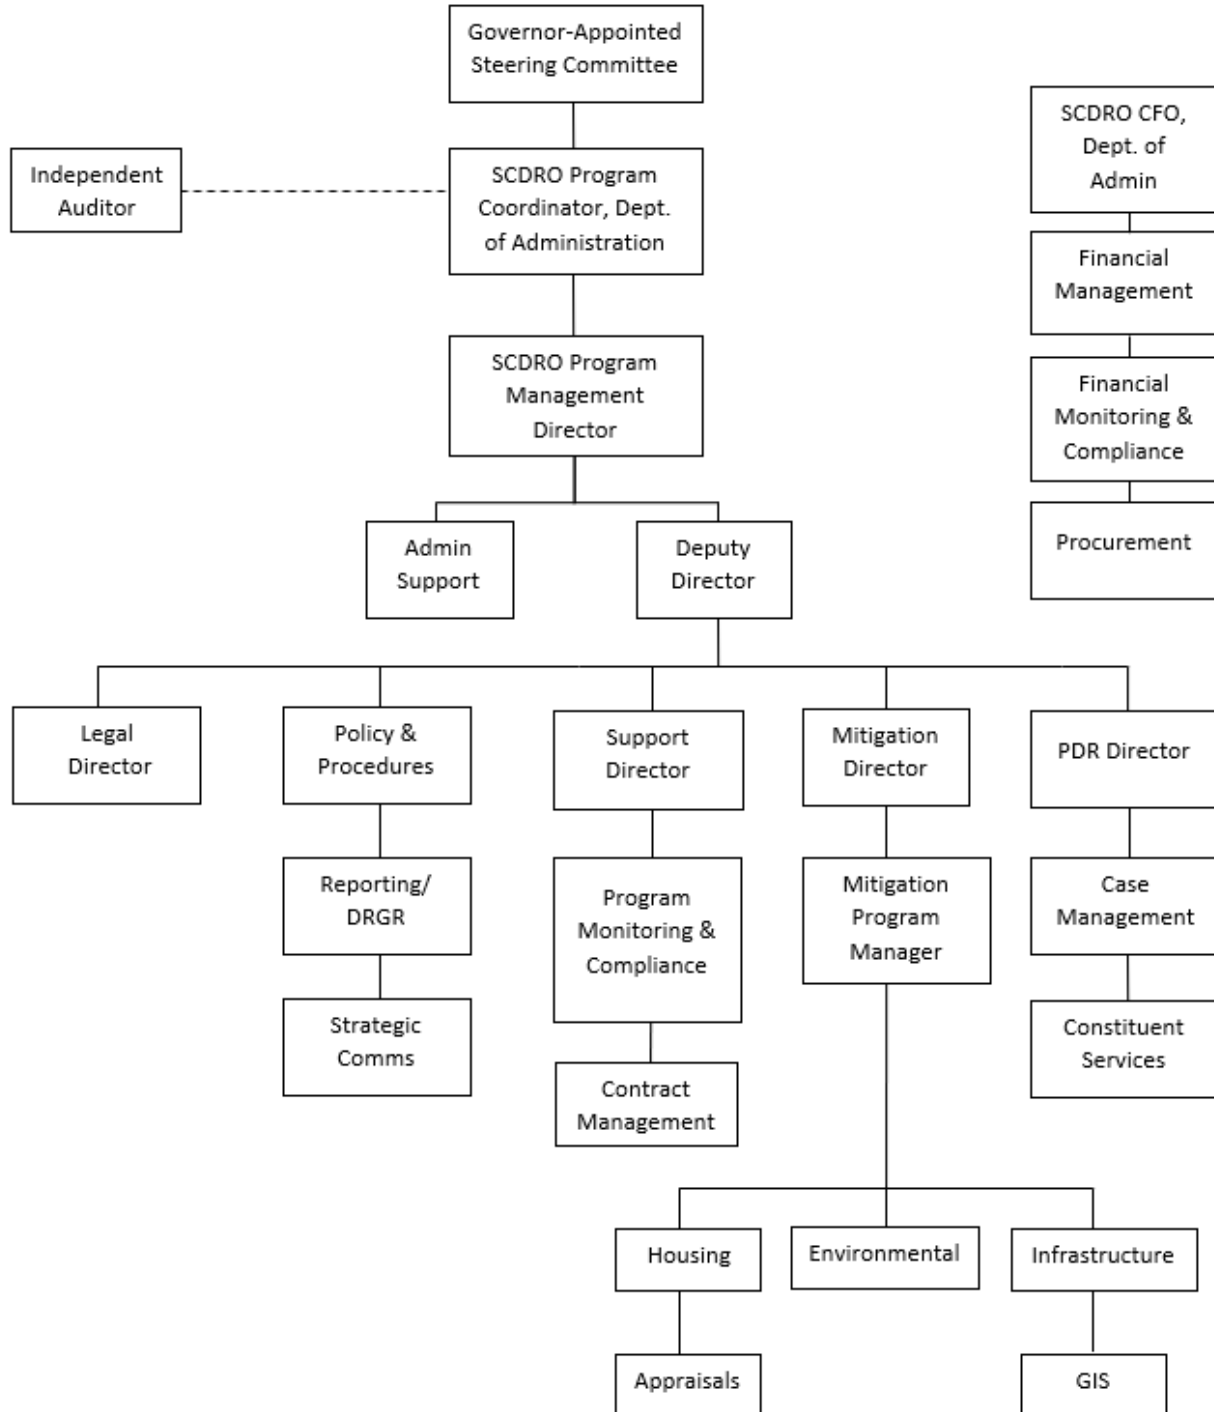 Governor-Appointed
Steering Committee
SCDRO CFO,
Dept. of
Admin
Independent
Auditor
SCDRO Program
Coordinator, Dept.
of Administration
Financial
Management
SCDRO Program
Management
Director
Financial
Monitoring &
Compliance
Admin
Support
Deputy
Director
Procurement
Legal
Director
Policy &
Procedures
Support
Director
Mitigation
Director
PDR Director
Reporting/
DRGR
Program
Monitoring &
Compliance
Mitigation
Program
Manager
Case
Management
Strategic
Comms
Contract
Management
Constituent
Services
Housing
Environmental
Infrastructure
Appraisals
GIS